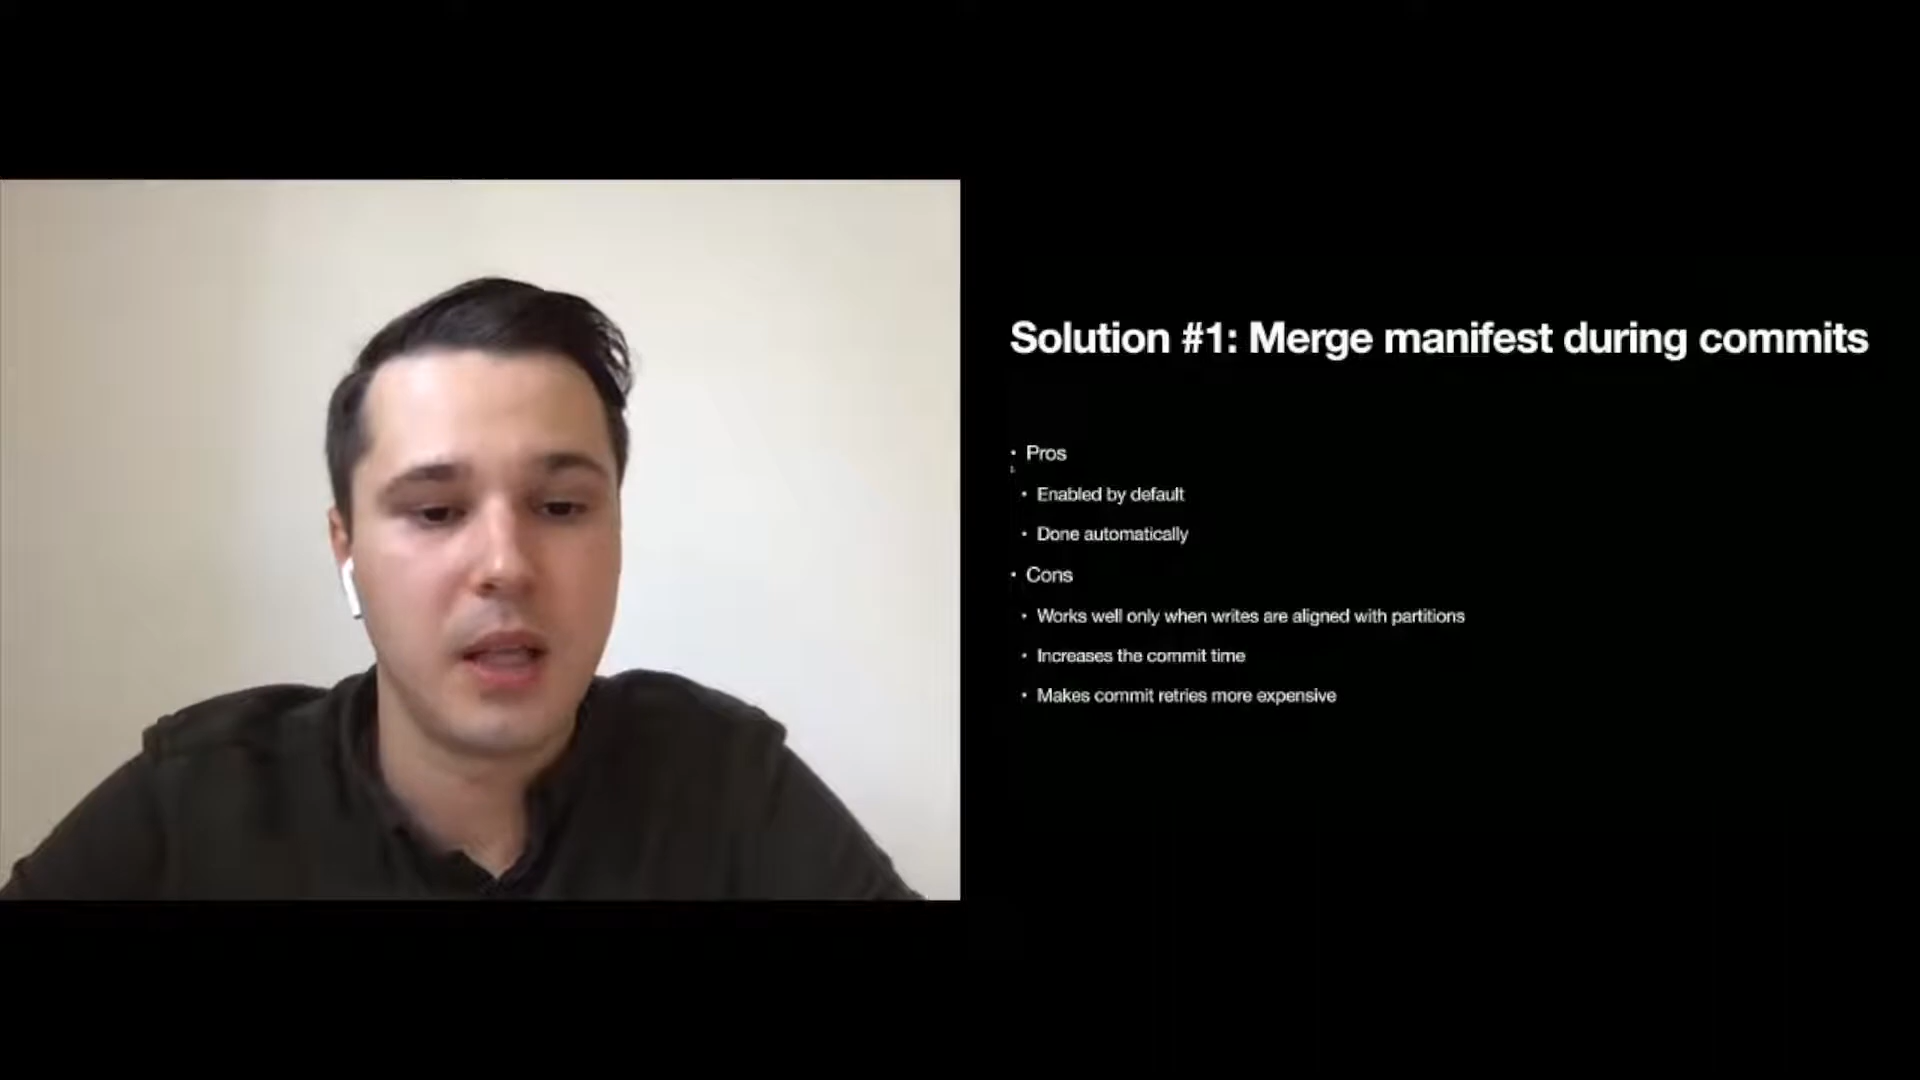 Solution #1: Merge manifest during commits
• Pros
• Enabled by default
• Done automatically
• Cons
• Works well only when writes are aligned with partitions
• Increases the commit time
• Makes commit retries more expensive